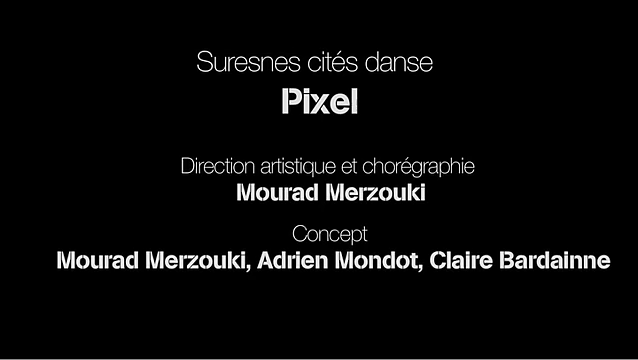 Suresnes cités danse
Pixel
Direction artistique et chorégraphie
Mourad Merzouki
Concept
Mourad Merzouki, Adrien Mondot, Claire Bardainne